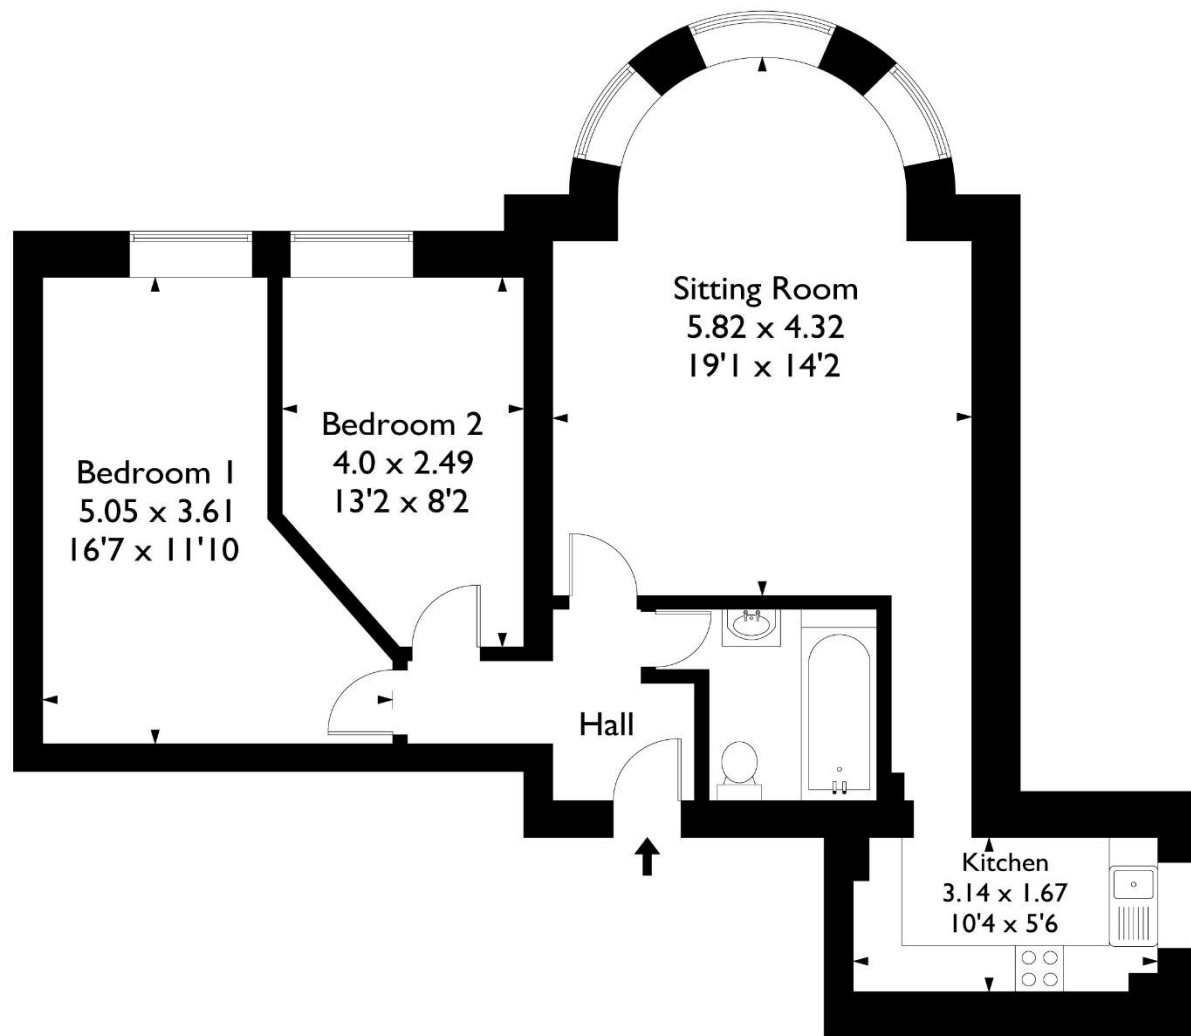 Sitting Room
5.82 x 4.32
19'1 x 14'2
Bedroom 2
4.0 x 2.49
13'2 x 8'2
Bedroom 1
5.05 x 3.61
16'7 x 11'10
Hall
Kitchen
3.14 x 1.67
10'4 x 5'6